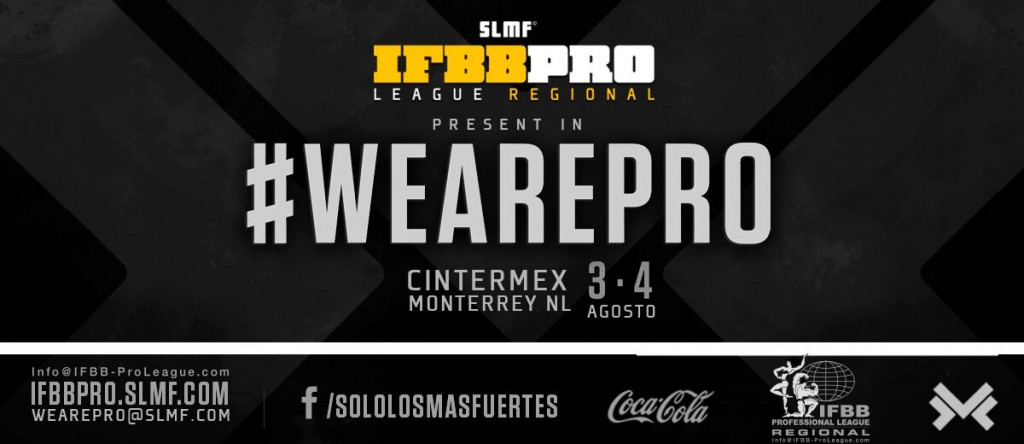 SLMF
IFBBPRO
LEAGUE REGIONAL
PRESENT IN
#WEAREPRO
CINTERMEX
MONTERREY NL
3·4
AGOSTO
Info@IFBB-ProLeague.com
IFBBPRO.SLMF.COM
WEAREPRO@SLMF.COM
f /SOLOLOSMASFUERTES
Coca-Cola
IFBB
PROFESSIONAL LEAGUE
REGIONAL
Info@IFBB-ProLeague.com